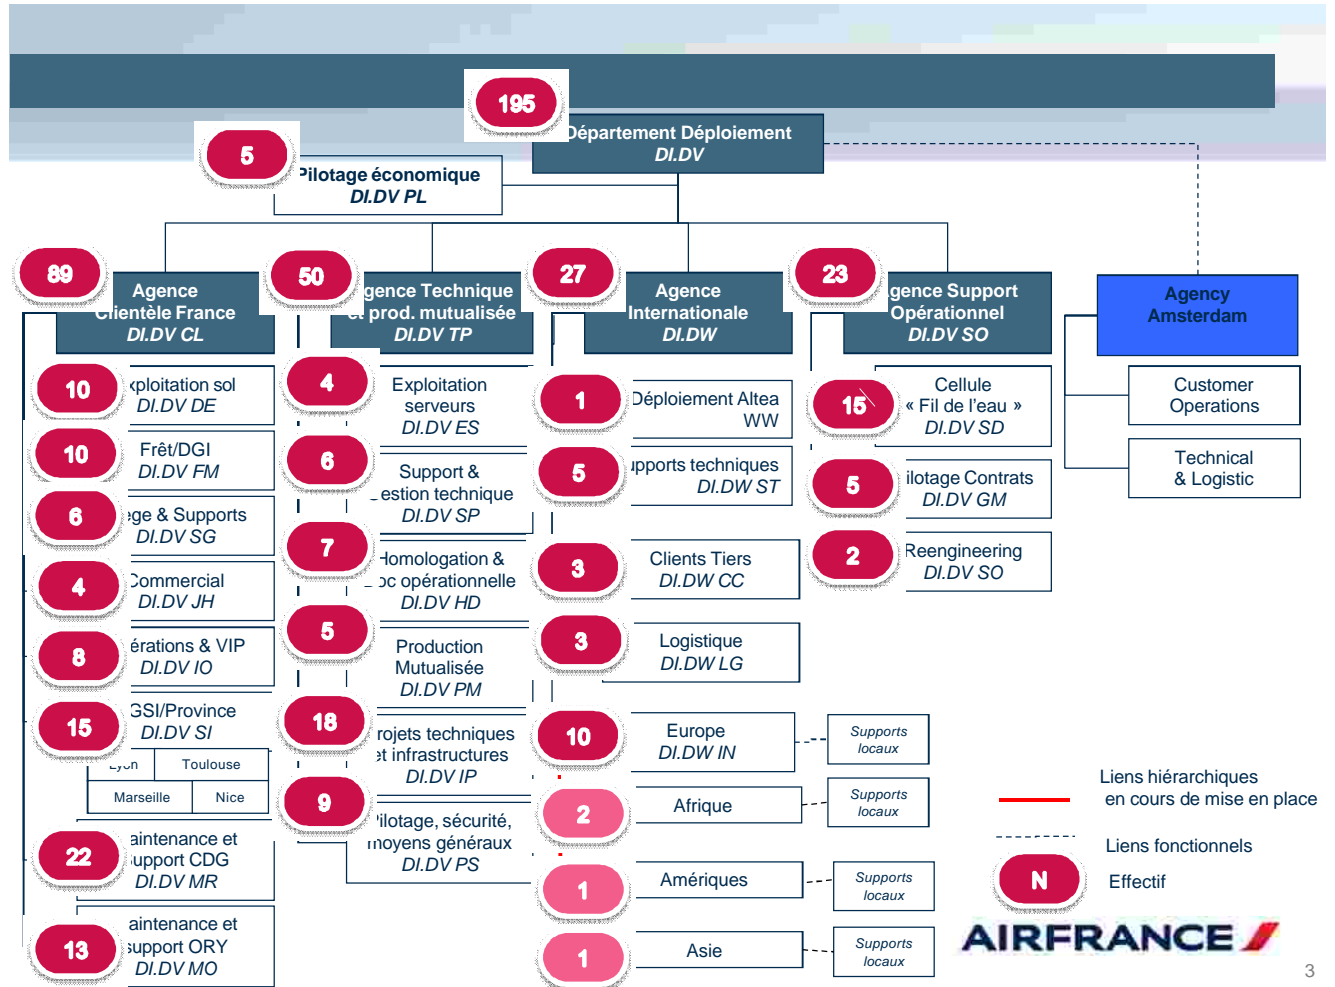 195
Département Déploiement
DI.DV
5
Pilotage économique
DI.DV PL
89
Agence
Clientèle France
DI.DV CL
10
xploitation sol
DI.DV DE
10
Frêt/DGI
DI.DV FM
6
ege & Supports
DI.DV SG
4
Commercial
DI.DV JH
8
érations & VIP
DI.DV IO
15
GSI/Province
DI.DV SI
Lyon Toulouse
Marseille Nice
22
aintenance et
support CDG
DI.DV MR
13
aintenance et
support ORY
DI.DV MO
50
gence Technique
et prod. mutualisée
DI.DV TP
4
Exploitation
serveurs
DI.DV ES
6
Support &
Gestion technique
DI.DV SP
7
Homologation &
Doc opérationnelle
DI.DV HD
5
Production
Mutualisée
DI.DV PM
18
rojets techniques
et infrastructures
DI.DV IP
9
Pilotage, sécurité,
moyens généraux
DI.DV PS
27
Agence
Internationale
DI.DW
1
Déploiement Altea
WW
5
upports techniques
DI.DW ST
3
Clients Tiers
DI.DW CC
3
Logistique
DI.DW LG
10
Europe
DI.DW IN
Supports
locaux
2
Afrique
Supports
locaux
1
Amériques
Supports
locaux
1
Asie
Supports
locaux
23
gence Support
Opérationnel
DI.DV SO
15
Cellule
« Fil de l'eau »
DI.DV SD
5
ilotage Contrats
DI.DV GM
2
Reengineering
DI.DV SO
Agency
Amsterdam
Customer
Operations
Technical
& Logistic
Liens hiérarchiques
en cours de mise en place
Liens fonctionnels
N
Effectif
AIRFRANCE
3